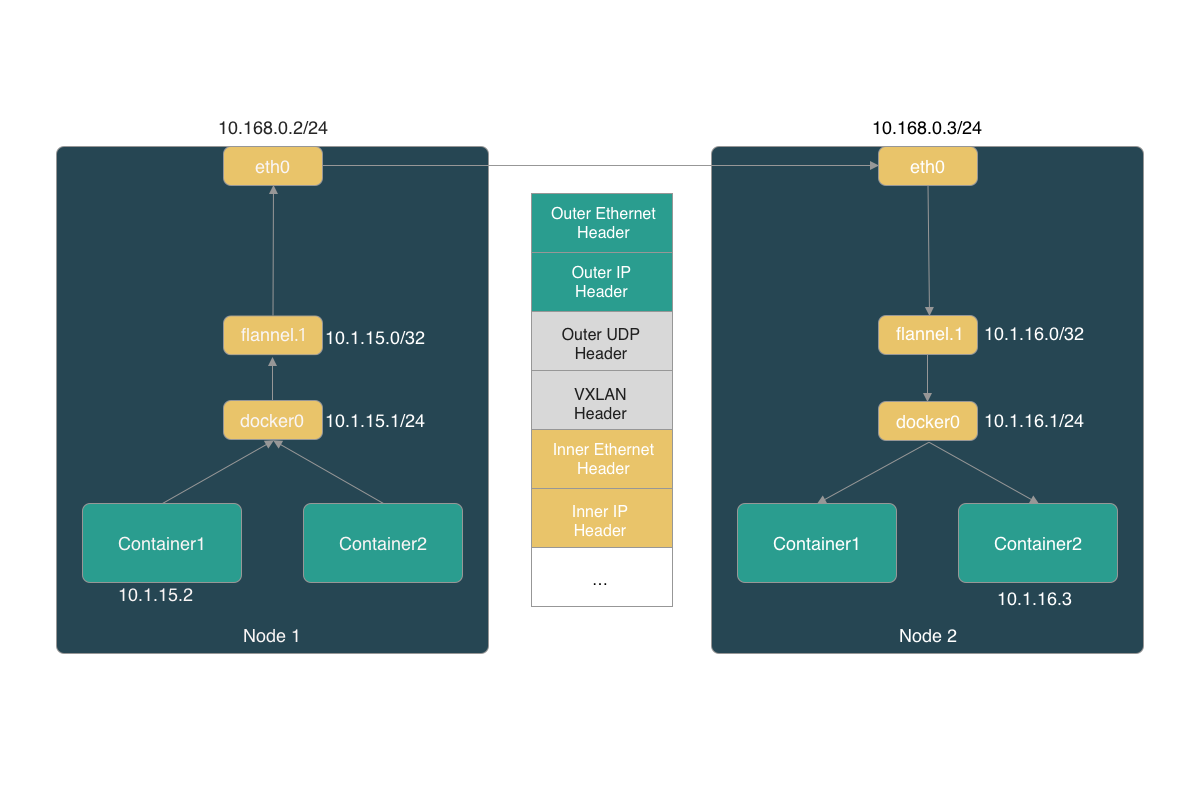 10.168.0.2/24
10.168.0.3/24
eth0
eth0
Outer Ethernet
Header
Outer IP
Header
flannel.1
10.1.15.0/32
Outer UDP
Header
flannel.1
10.1.16.0/32
VXLAN
Header
docker0
10.1.15.1/24
docker0
10.1.16.1/24
Inner Ethernet
Header
Inner IP
Header
Container1
Container2
Container1
Container2
...
10.1.15.2
10.1.16.3
Node 1
Node 2